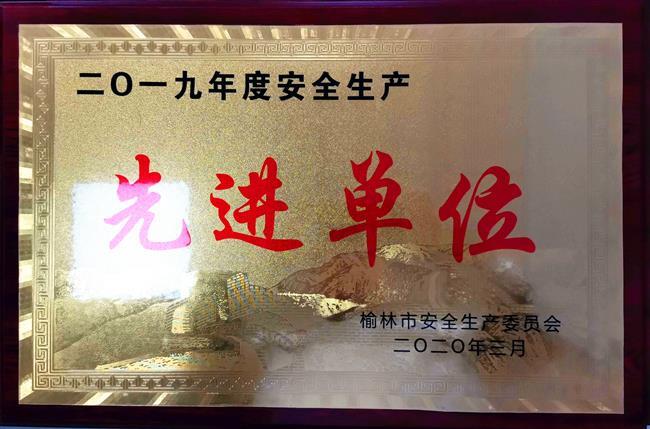 二〇一九年度安全生产
先进单位
榆林市安全生产委员会
二〇二〇年三月